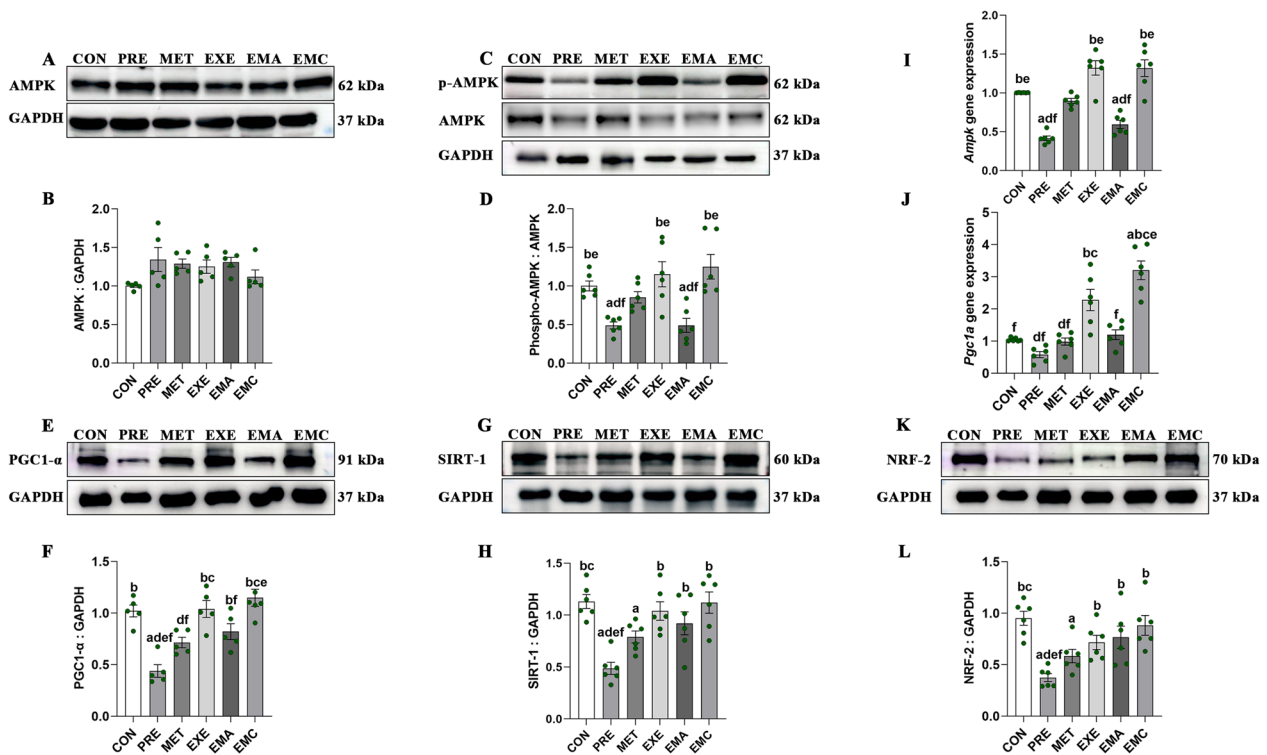 A
CON PRE MET EXE EMA EMC
AMPK 62 kDa
GAPDH 37 kDa
B
AMPK : GAPDH
2.0
1.5
1.0
0.5
0.0
CON PRE MET EXE EMA EMC
C
CON PRE MET EXE EMA EMC
p-AMPK 62 kDa
AMPK 62 kDa
GAPDH 37 kDa
D
Phospho-AMPK : AMPK
2.0
1.5
1.0
0.5
0.0
be adf be adf be
CON PRE MET EXE EMA EMC
I
Ampk gene expression
2.0
1.5
1.0
0.5
0.0
be adf be adf be
CON PRE MET EXE EMA EMC
J
Pgc1a gene expression
5
4
3
2
1
0
f df df bc f abce
CON PRE MET EXE EMA EMC
E
CON PRE MET EXE EMA EMC
PGC1-α 91 kDa
GAPDH 37 kDa
F
PGC1-α : GAPDH
1.5
1.0
0.5
0.0
b adef df bc bf bce
CON PRE MET EXE EMA EMC
G
CON PRE MET EXE EMA EMC
SIRT-1 60 kDa
GAPDH 37 kDa
H
SIRT-1 : GAPDH
1.5
1.0
0.5
0.0
bc adef a b b b
CON PRE MET EXE EMA EMC
K
CON PRE MET EXE EMA EMC
NRF-2 70 kDa
GAPDH 37 kDa
L
NRF-2 : GAPDH
1.5
1.0
0.5
0.0
bc adef a b b b
CON PRE MET EXE EMA EMC